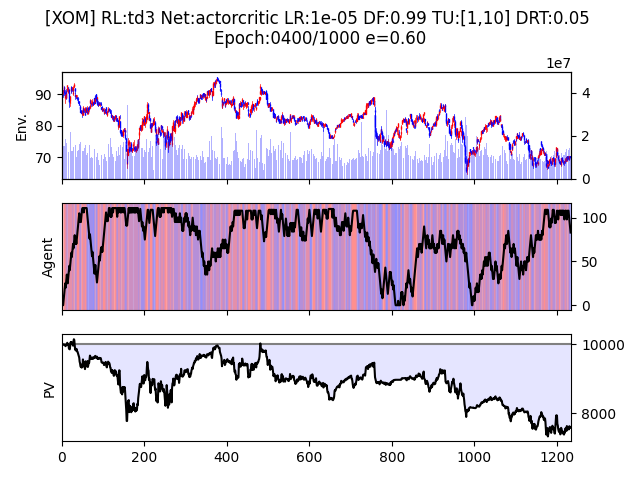 [XOM] RL:td3 Net:actorcritic LR:1e-05 DF:0.99 TU:[1,10] DRT:0.05
Epoch:0400/1000 e=0.60
1e7
Env.
90
80
70
4
2
0
Agent
100
50
0
PV
10000
8000
0 200 400 600 800 1000 1200